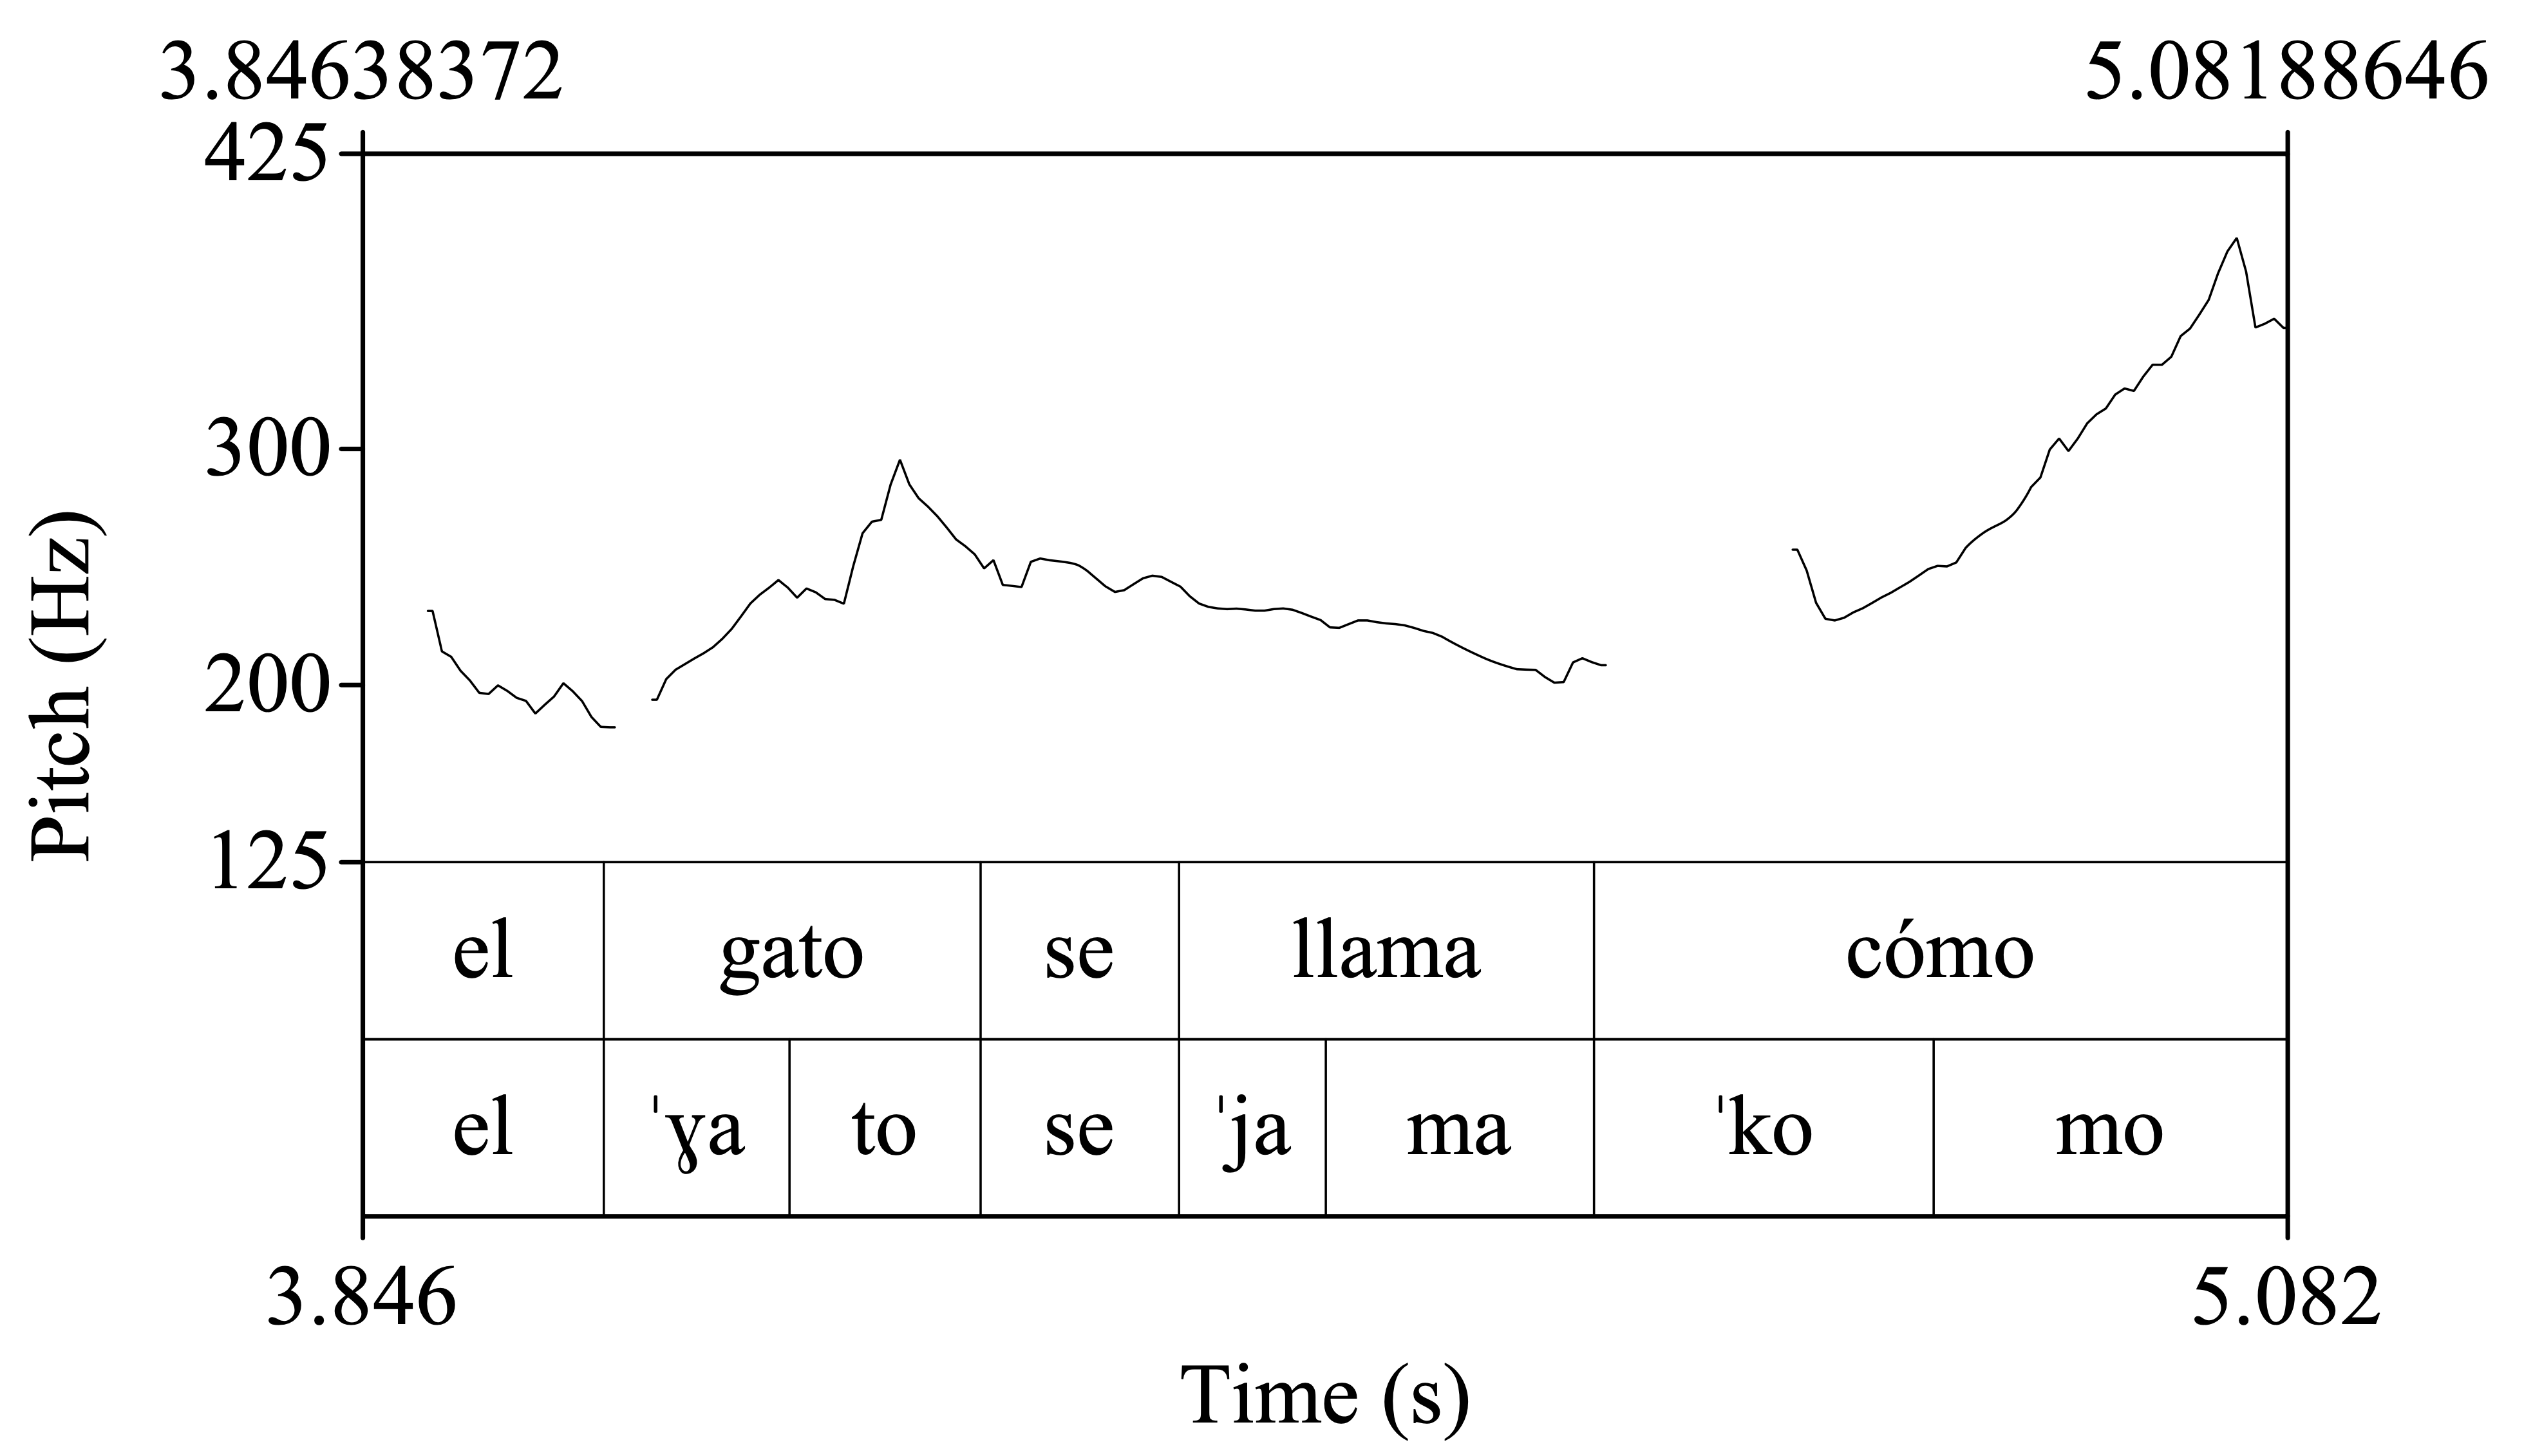 3.84638372 5.08188646
425
300
200
125
Pitch (Hz)
el gato se llama cómo
el ˈɣa to se ˈja ma ˈko mo
3.846 5.082
Time (s)